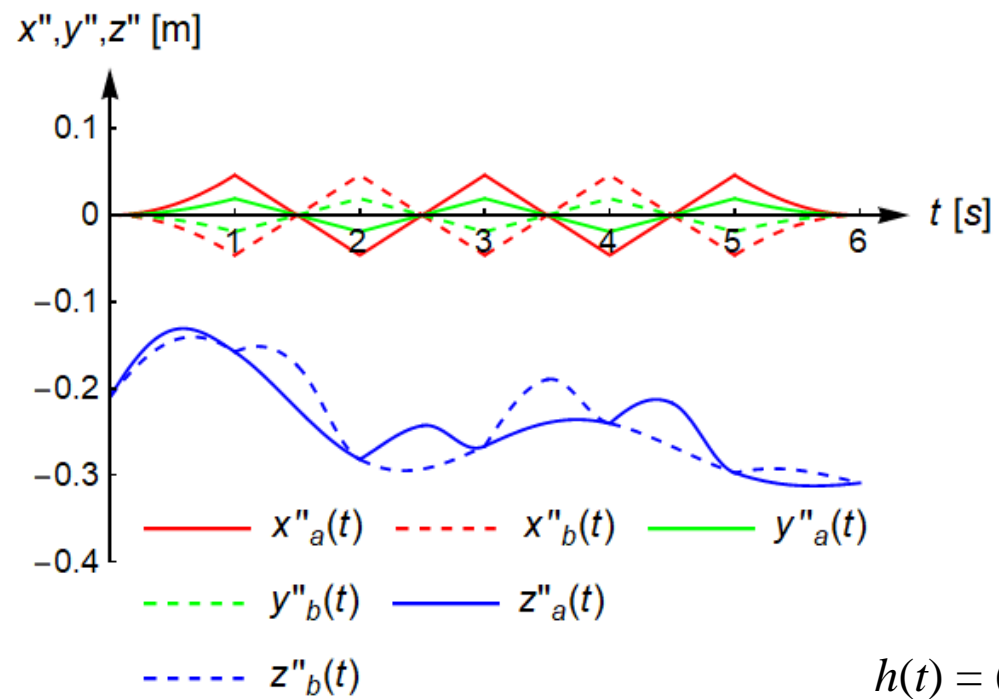 x",y",z" [m]
0.1
0
t [s]
1 2 3 4 5 6
−0.1
−0.2
−0.3
x"a(t) x"b(t) y"a(t)
−0.4
y"b(t) z"a(t)
z"b(t)
h(t) =